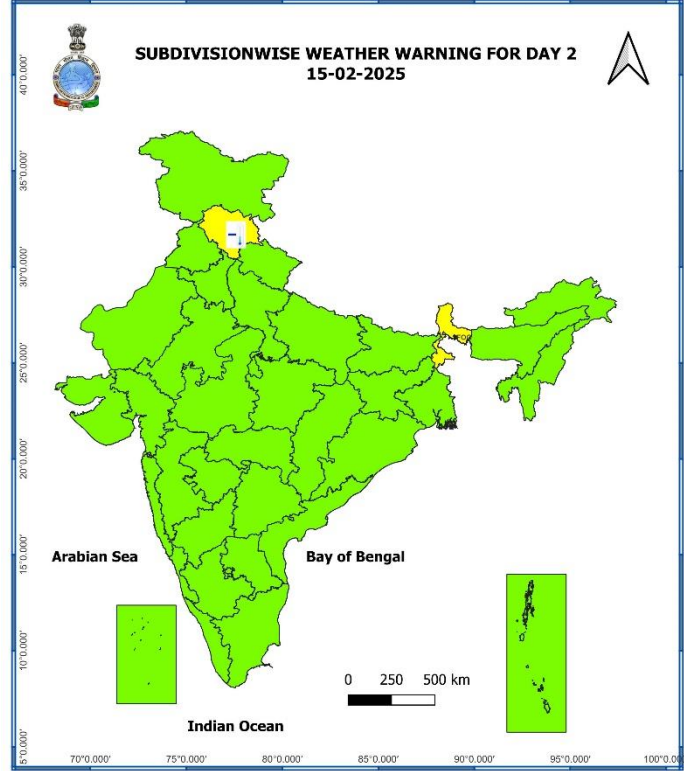 SUBDIVISIONWISE WEATHER WARNING FOR DAY 2
15-02-2025
40°0.000'
35°0.000'
30°0.000'
25°0.000'
20°0.000'
15°0.000'
10°0.000'
5°0.000'
Arabian Sea
Bay of Bengal
0 250 500 km
Indian Ocean
70°0.000' 75°0.000' 80°0.000' 85°0.000' 90°0.000' 95°0.000' 100°0.00